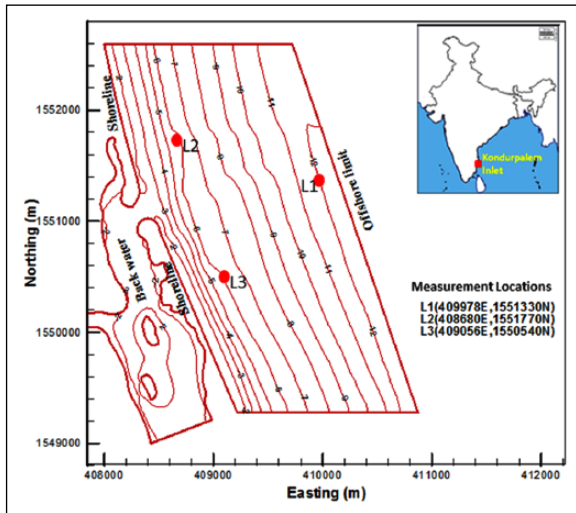 1552000
1551000
1550000
1549000
Northing (m)
408000
409000
410000
411000
412000
Easting (m)
Shoreline
Back water
Shoreline
Offshore limit
L2
L1
L3
Kondurpalem
Inlet
Measurement Locations
L1(409978E,1551330N)
L2(408680E,1551770N)
L3(409056E,1550540N)